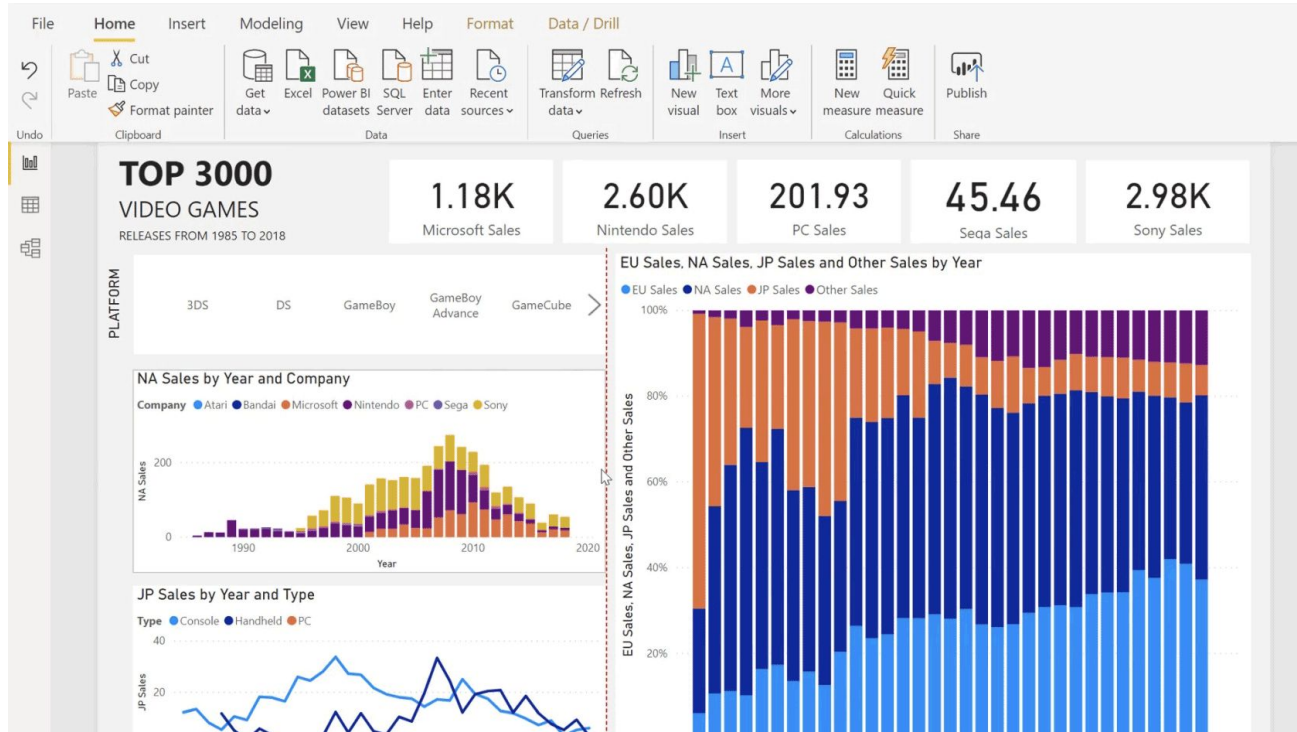 File Home Insert Modeling View Help Format Data / Drill
Paste
Cut
Copy
Format painter
Get data
Excel
Power BI datasets
SQL Server
Enter data
Recent sources
Transform data
Refresh
New visual
Text box
More visuals
New measure
Quick measure
Publish
Undo Clipboard Data Queries Insert Calculations Share
TOP 3000
VIDEO GAMES
RELEASES FROM 1985 TO 2018
1.18K
Microsoft Sales
2.60K
Nintendo Sales
201.93
PC Sales
45.46
Sega Sales
2.98K
Sony Sales
PLATFORM
3DS
DS
GameBoy
GameBoy
Advance
GameCube
NA Sales by Year and Company
Company Atari Bandai Microsoft Nintendo PC Sega Sony
NA Sales
200
0
1990 2000 2010 2020
Year
JP Sales by Year and Type
Type Console Handheld PC
JP Sales
40
20
EU Sales, NA Sales, JP Sales and Other Sales by Year
EU Sales NA Sales JP Sales Other Sales
EU Sales, NA Sales, JP Sales and Other Sales
100%
80%
60%
40%
20%